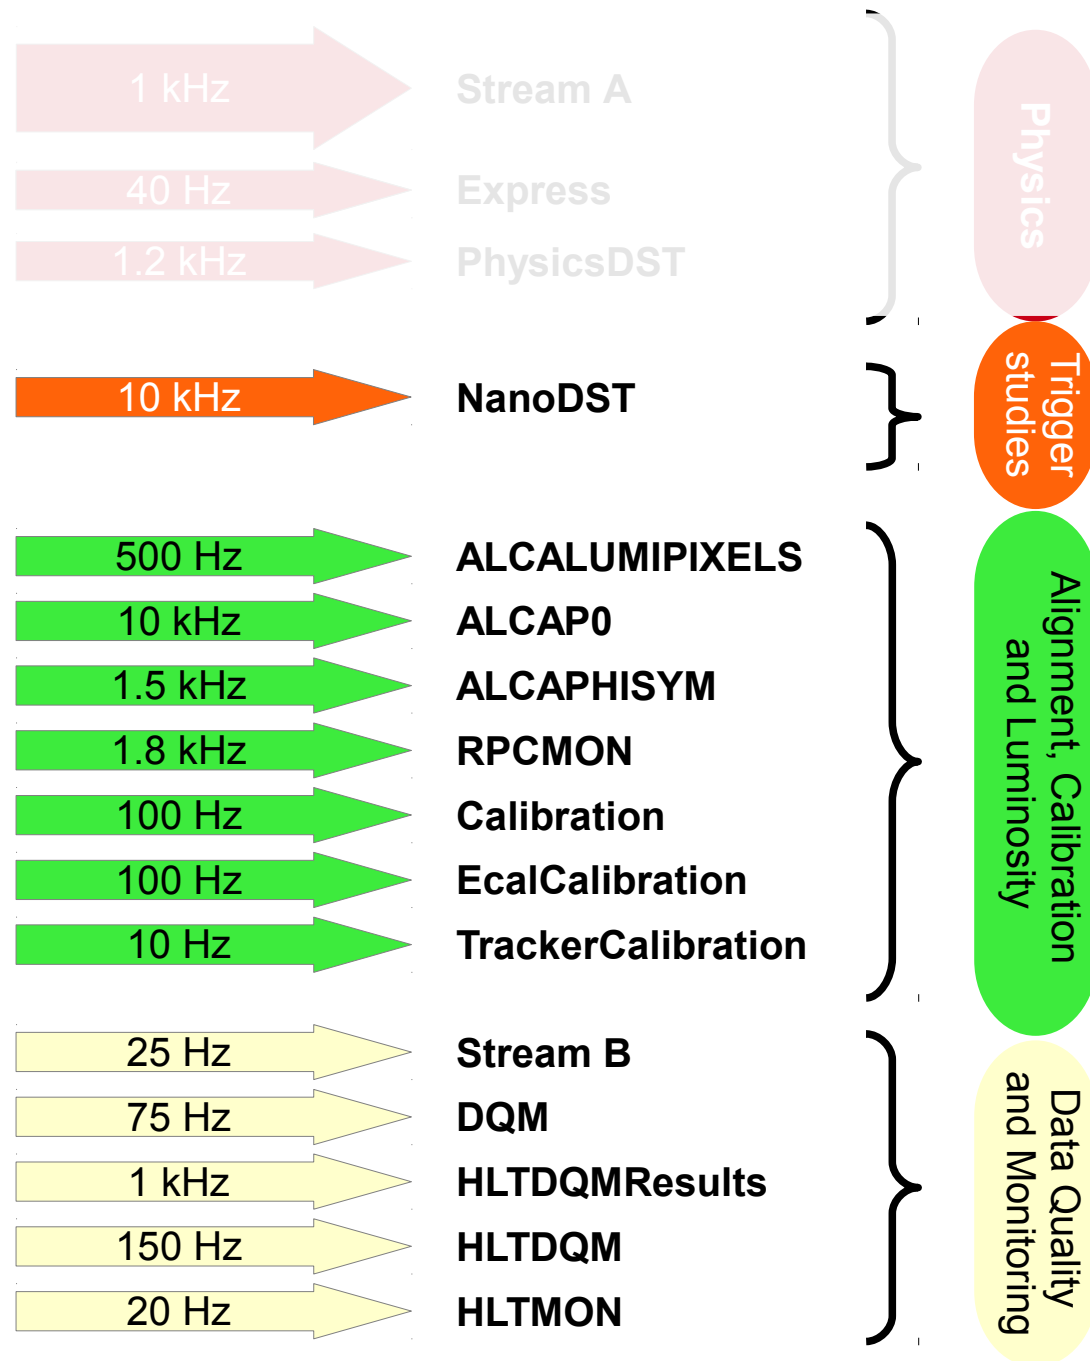 1 kHz Stream A
40 Hz Express
1.2 kHz PhysicsDST
Physics
10 kHz NanoDST
Trigger
studies
500 Hz ALCALUMIPIXELS
10 kHz ALCAP0
1.5 kHz ALCAPHISYM
1.8 kHz RPCMON
100 Hz Calibration
100 Hz EcalCalibration
10 Hz TrackerCalibration
Alignment, Calibration
and Luminosity
25 Hz Stream B
75 Hz DQM
1 kHz HLTDQMResults
150 Hz HLTDQM
20 Hz HLTMON
Data Quality
and Monitoring